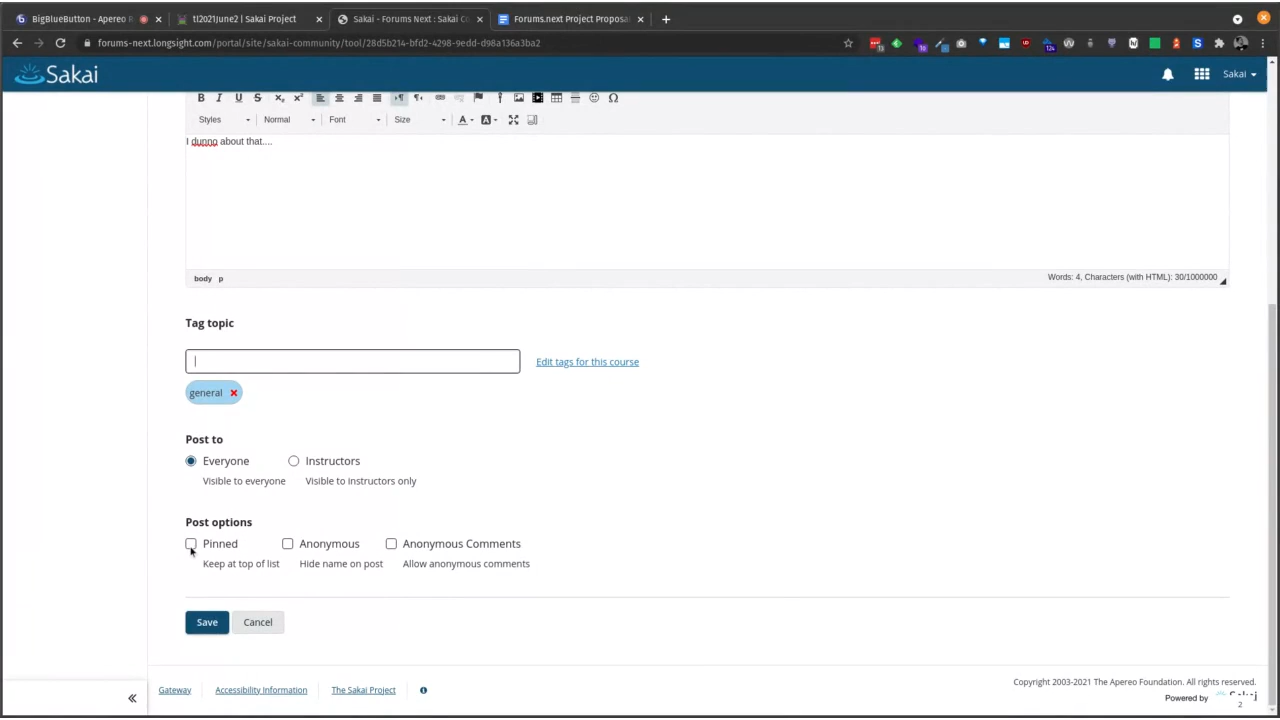 BigBlueButton - Apereo
tl2021June2 | Sakai Project
Sakai - Forums Next : Sakai C
Forums.next Project Proposa
forums-next.longsight.com/portal/site/sakai-community/tool/28d5b214-bfd2-4298-9edd-d98a136a3ba2
Sakai
Sakai
B I U S
Styles Normal Font Size A A
I dunno about that....
body p
Words: 4, Characters (with HTML): 30/1000000
Tag topic
Edit tags for this course
general
Post to
Everyone Instructors
Visible to everyone Visible to instructors only
Post options
Pinned Anonymous Anonymous Comments
Keep at top of list Hide name on post Allow anonymous comments
Save Cancel
Gateway Accessibility Information The Sakai Project
Copyright 2003-2021 The Apereo Foundation. All rights reserved.
Powered by
2